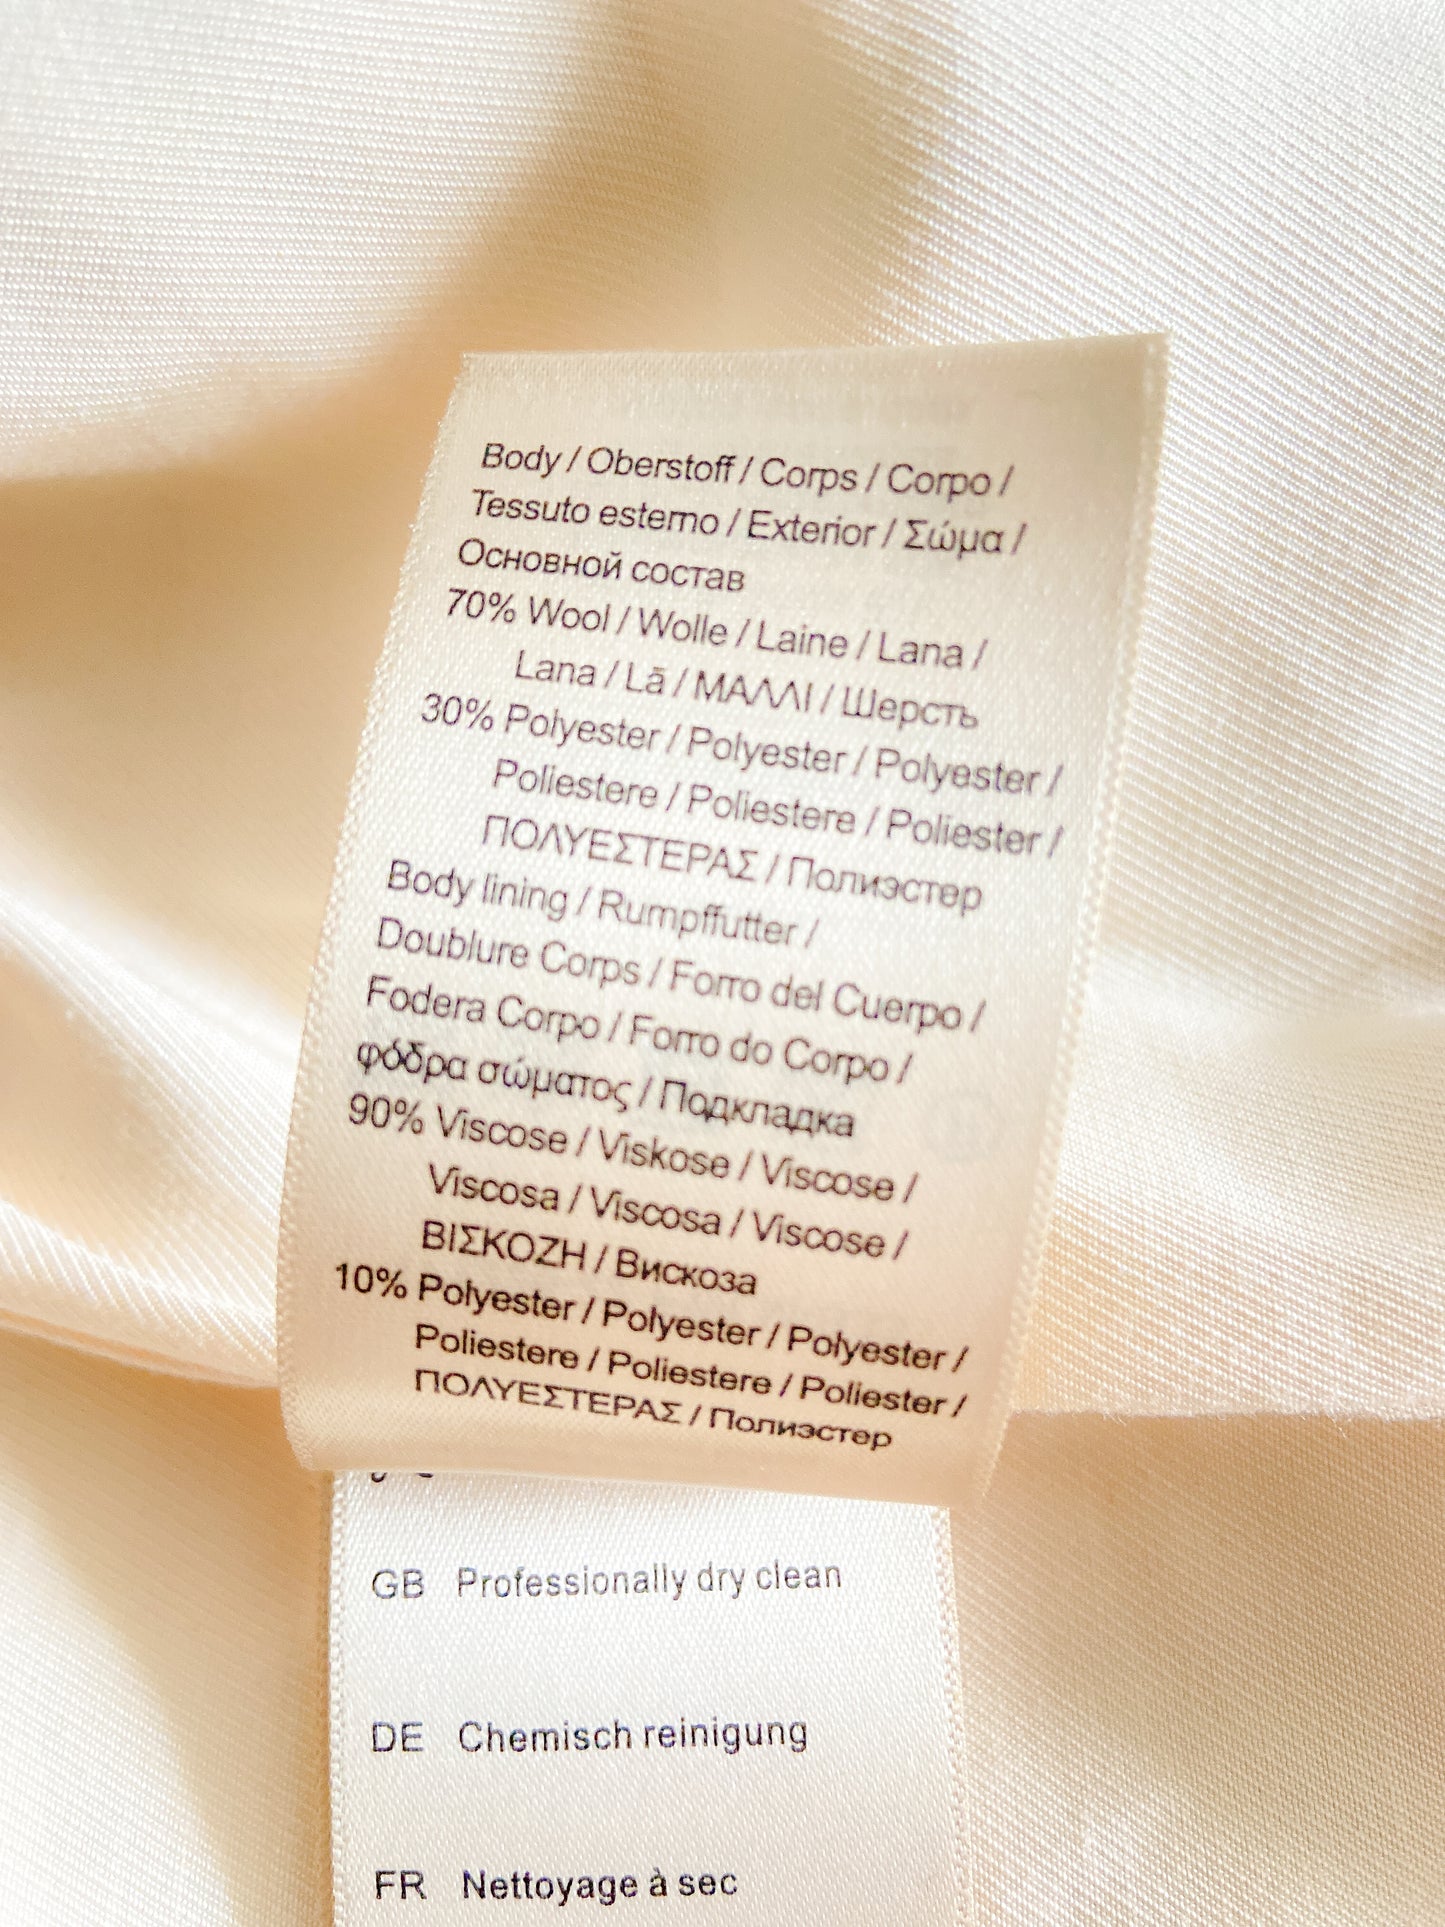 Body / Oberstoff / Corps / Corpo /
Tessuto esterno / Exterior / Σώμα /
Основной состав
70% Wool / Wolle / Laine / Lana /
Lana / Lã / ΜΑΛΛΙ / Шерсть
30% Polyester / Polyester / Polyester /
Poliestere / Poliestere / Poliester /
ΠΟΛΥΕΣΤΕΡΑΣ / Полиэстер
Body lining / Rumpffutter /
Doublure Corps / Forro del Cuerpo /
Fodera Corpo / Forro do Corpo /
φόδρα σώματος / Подкладка
90% Viscose / Viskose / Viscose /
Viscosa / Viscosa / Viscose /
ΒΙΣΚΟΖΗ / Вискоза
10% Polyester / Polyester / Polyester /
Poliestere / Poliestere / Poliester /
ΠΟΛΥΕΣΤΕΡΑΣ / Полиэстер
GB Professionally dry clean
DE Chemisch reinigung
FR Nettoyage à sec